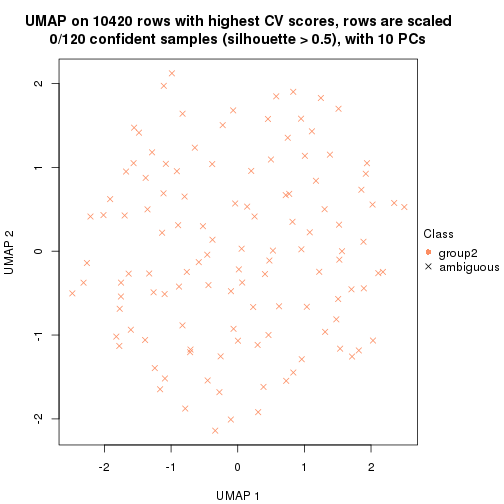 UMAP on 10420 rows with highest CV scores, rows are scaled
0/120 confident samples (silhouette > 0.5), with 10 PCs
2
1
0
-1
-2
UMAP 2
-2
-1
0
1
2
UMAP 1
Class
group2
ambiguous